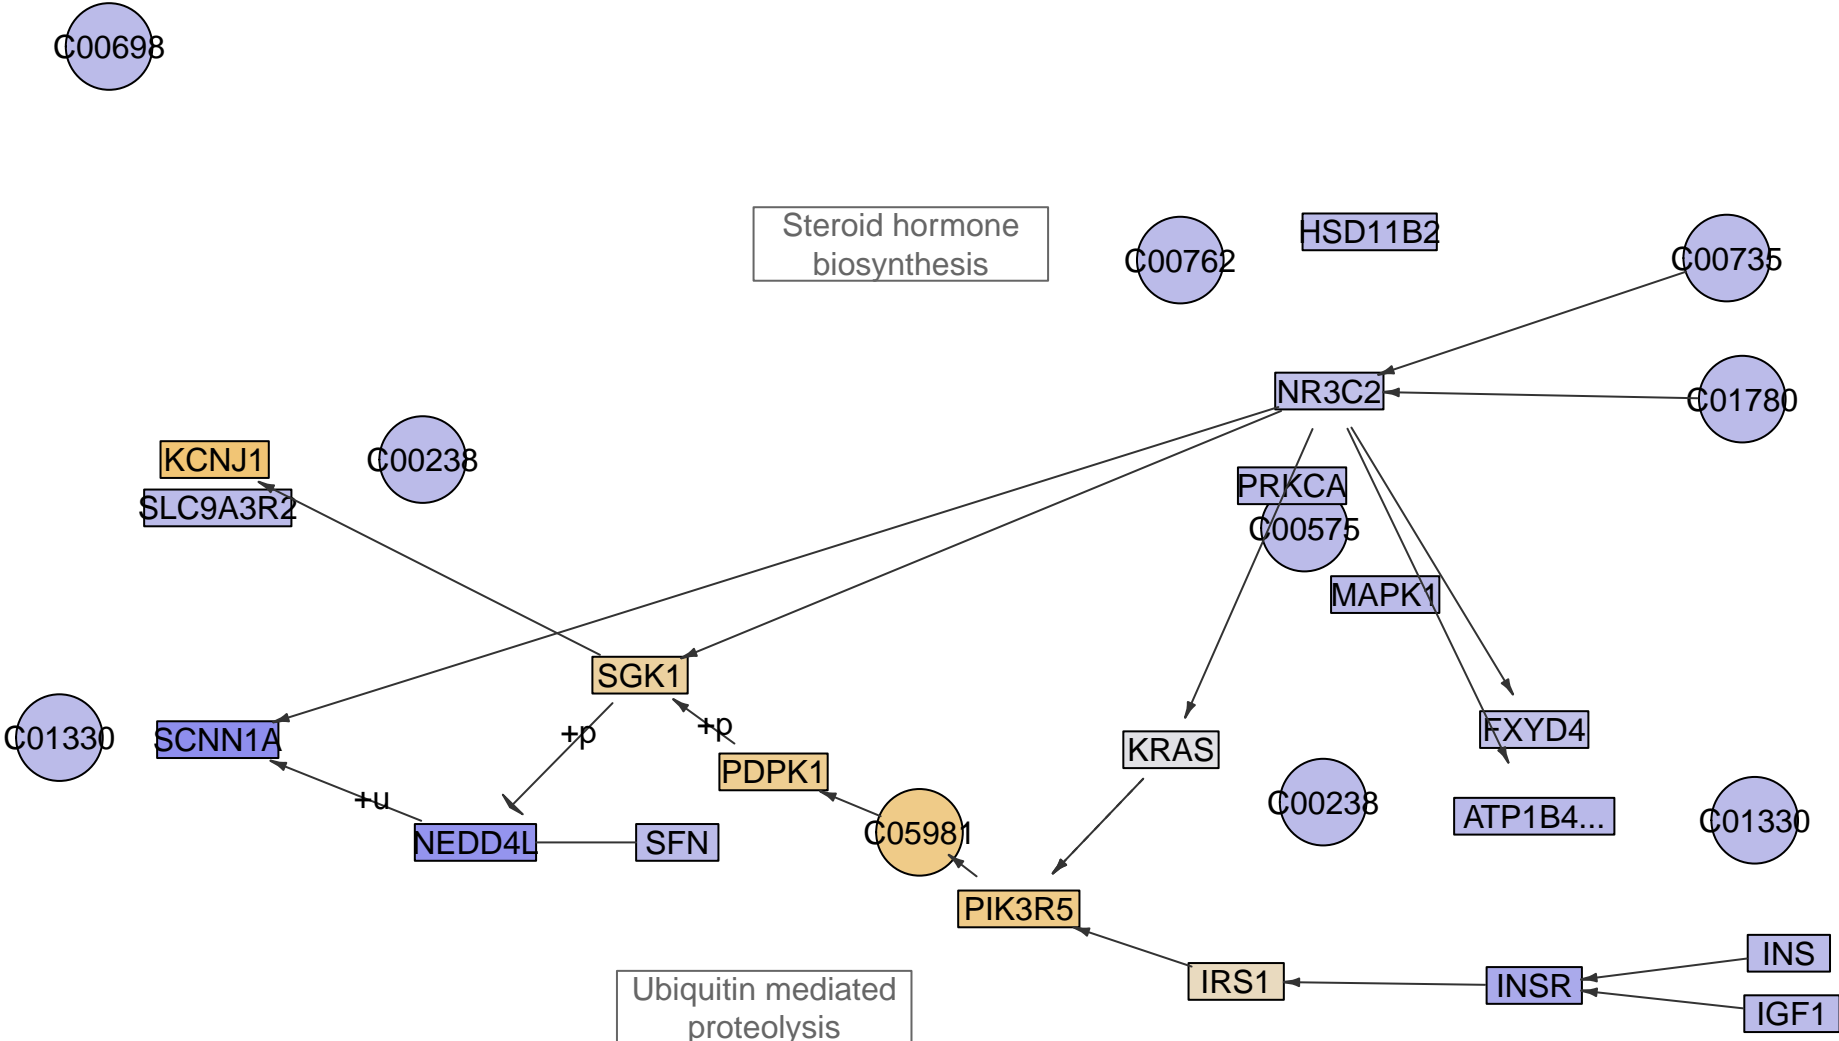 C00698
Steroid hormone
biosynthesis
C00762
HSD11B2
C00735
NR3C2
C01780
KCNJ1
C00238
SLC9A3R2
PRKCA
C00575
MAPK1
SGK1
C01330
SCNN1A
+p
+p
KRAS
FXYD4
PDPK1
+u
C00238
ATP1B4...
C01330
NEDD4L
SFN
C05981
PIK3R5
INS
IRS1
INSR
IGF1
Ubiquitin mediated
proteolysis